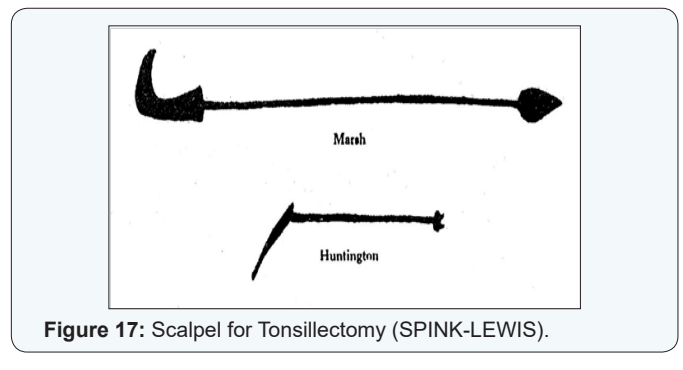 Marsh
Huntington
Figure 17: Scalpel for Tonsillectomy (SPINK-LEWIS).